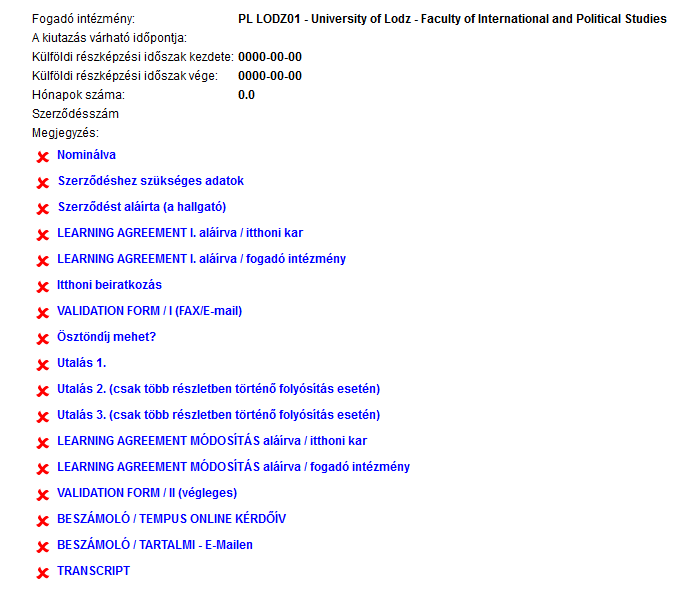 Fogadó intézmény: PL LODZ01 - University of Lodz - Faculty of International and Political Studies
A kiutazás várható időpontja:
Külföldi részképzési időszak kezdete: 0000-00-00
Külföldi részképzési időszak vége: 0000-00-00
Hónapok száma: 0.0
Szerződésszám
Megjegyzés:
Nominálva
Szerződéshez szükséges adatok
Szerződést aláírta (a hallgató)
LEARNING AGREEMENT I. aláírva / itthoni kar
LEARNING AGREEMENT I. aláírva / fogadó intézmény
Itthoni beiratkozás
VALIDATION FORM / I (FAX/E-mail)
Ösztöndíj mehet?
Utalás 1.
Utalás 2. (csak több részletben történő folyósítás esetén)
Utalás 3. (csak több részletben történő folyósítás esetén)
LEARNING AGREEMENT MÓDOSÍTÁS aláírva / itthoni kar
LEARNING AGREEMENT MÓDOSÍTÁS aláírva / fogadó intézmény
VALIDATION FORM / II (végleges)
BESZÁMOLÓ / TEMPUS ONLINE KÉRDŐÍV
BESZÁMOLÓ / TARTALMI - E-Mailen
TRANSCRIPT